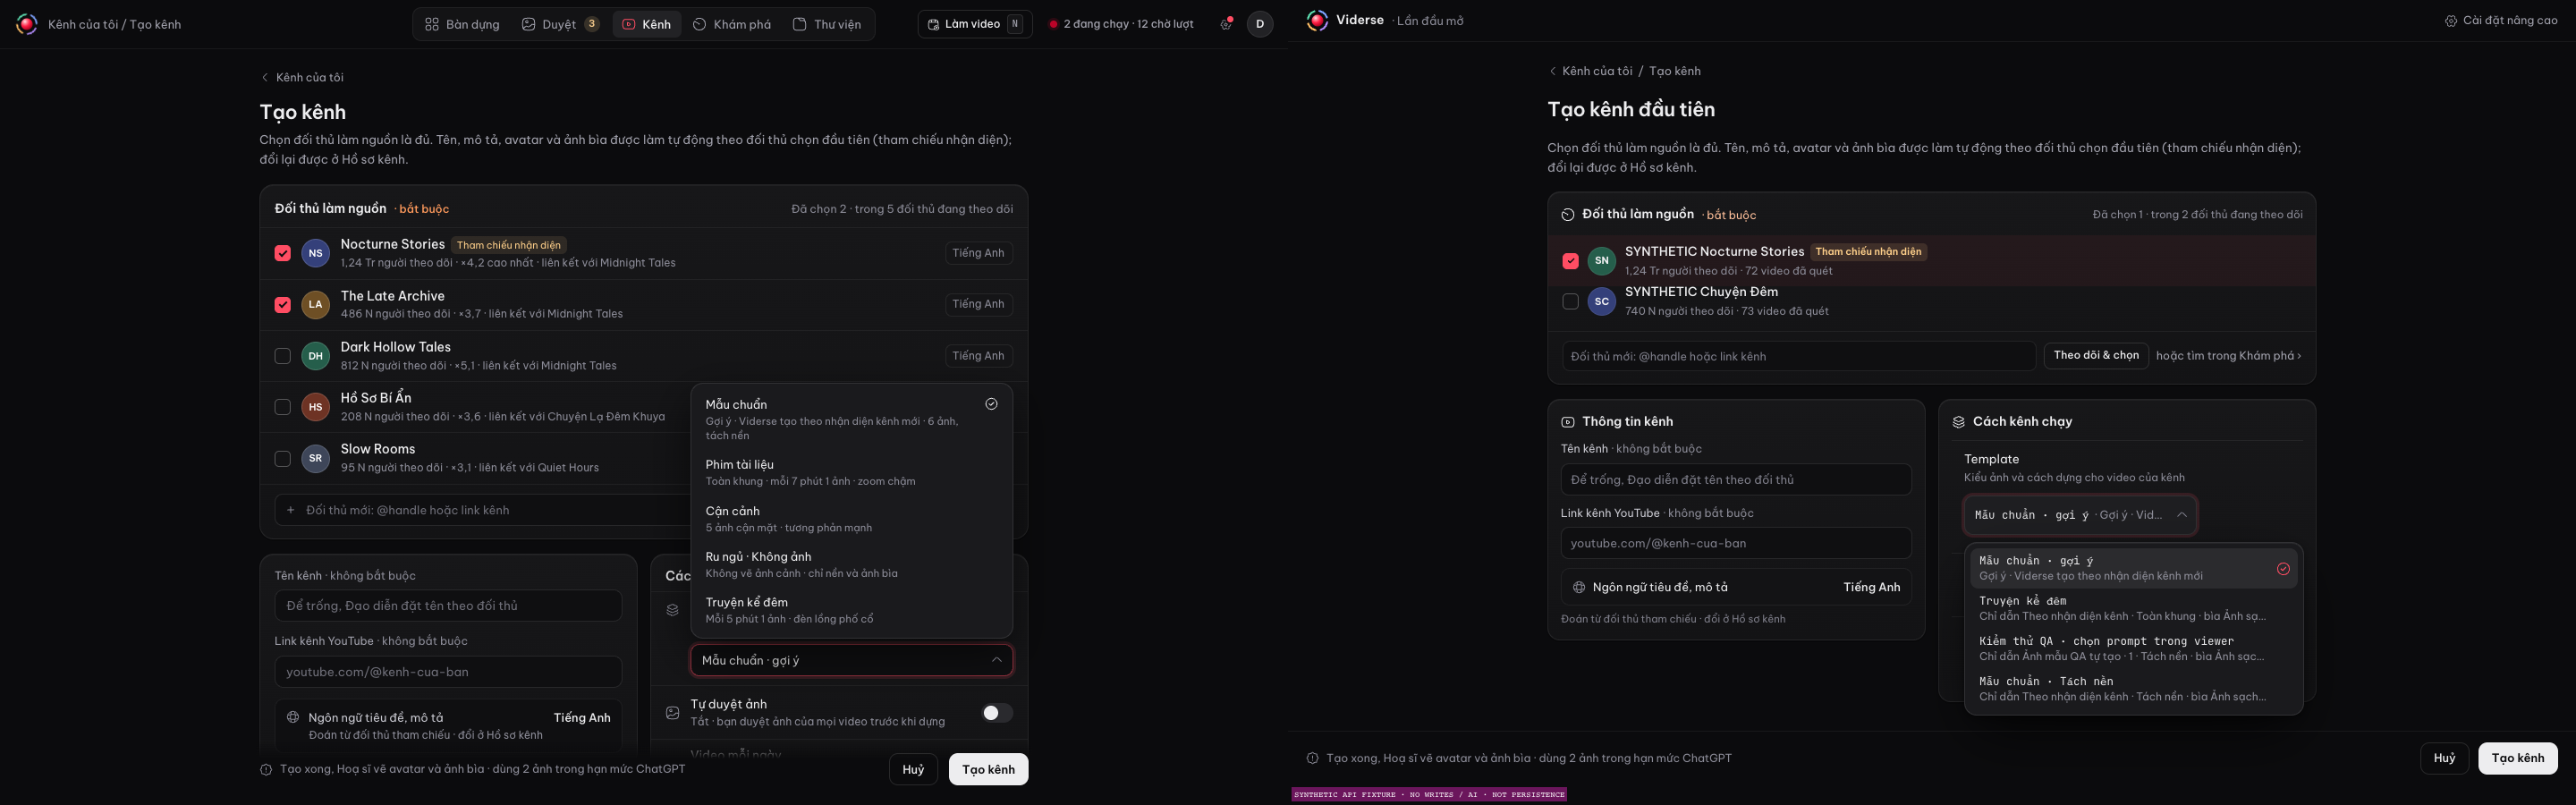 Kênh của tôi / Tạo kênh
Bàn dựng
Duyệt 3
Kênh
Khám phá
Thư viện
Làm video N
2 đang chạy · 12 chờ lượt
D
Kênh của tôi
Tạo kênh
Chọn đối thủ làm nguồn là đủ. Tên, mô tả, avatar và ảnh bìa được làm tự động theo đối thủ chọn đầu tiên (tham chiếu nhận diện);
đổi lại được ở Hồ sơ kênh.
Đối thủ làm nguồn · bắt buộc
Đã chọn 2 · trong 5 đối thủ đang theo dõi
NS
Nocturne Stories Tham chiếu nhận diện
1,24 Tr người theo dõi · ×4,2 cao nhất · liên kết với Midnight Tales
Tiếng Anh
LA
The Late Archive
486 N người theo dõi · ×3,7 · liên kết với Midnight Tales
Tiếng Anh
DH
Dark Hollow Tales
812 N người theo dõi · ×5,1 · liên kết với Midnight Tales
Tiếng Anh
HS
Hồ Sơ Bí Ẩn
208 N người theo dõi · ×3,6 · liên kết với Chuyện Lạ Đêm Khuya
SR
Slow Rooms
95 N người theo dõi · ×3,1 · liên kết với Quiet Hours
+ Đối thủ mới: @handle hoặc link kênh
Tên kênh · không bắt buộc
Để trống, Đạo diễn đặt tên theo đối thủ
Link kênh YouTube · không bắt buộc
youtube.com/@kenh-cua-ban
Ngôn ngữ tiêu đề, mô tả
Tiếng Anh
Đoán từ đối thủ tham chiếu · đổi ở Hồ sơ kênh
Các
Mẫu chuẩn
Gợi ý · Viderse tạo theo nhận diện kênh mới · 6 ảnh,
tách nền
Phim tài liệu
Toàn khung · mỗi 7 phút 1 ảnh · zoom chậm
Cận cảnh
5 ảnh cận mặt · tương phản mạnh
Ru ngủ · Không ảnh
Không vẽ ảnh cảnh · chỉ nền và ảnh bìa
Truyện kể đêm
Mỗi 5 phút 1 ảnh · đèn lồng phố cổ
Mẫu chuẩn · gợi ý
Tự duyệt ảnh
Tắt · bạn duyệt ảnh của mọi video trước khi dựng
Video mỗi ngày
Tạo xong, Hoạ sĩ vẽ avatar và ảnh bìa · dùng 2 ảnh trong hạn mức ChatGPT
Huỷ
Tạo kênh
Viderse · Lần đầu mở
Cài đặt nâng cao
Kênh của tôi / Tạo kênh
Tạo kênh đầu tiên
Chọn đối thủ làm nguồn là đủ. Tên, mô tả, avatar và ảnh bìa được làm tự động theo đối thủ chọn đầu tiên (tham chiếu nhận diện);
đổi lại được ở Hồ sơ kênh.
Đối thủ làm nguồn · bắt buộc
Đã chọn 1 · trong 2 đối thủ đang theo dõi
SN
SYNTHETIC Nocturne Stories Tham chiếu nhận diện
1,24 Tr người theo dõi · 72 video đã quét
SC
SYNTHETIC Chuyện Đêm
740 N người theo dõi · 73 video đã quét
Đối thủ mới: @handle hoặc link kênh
Theo dõi & chọn
hoặc tìm trong Khám phá ›
Thông tin kênh
Tên kênh · không bắt buộc
Để trống, Đạo diễn đặt tên theo đối thủ
Link kênh YouTube · không bắt buộc
youtube.com/@kenh-cua-ban
Ngôn ngữ tiêu đề, mô tả
Tiếng Anh
Đoán từ đối thủ tham chiếu · đổi ở Hồ sơ kênh
Cách kênh chạy
Template
Kiểu ảnh và cách dựng cho video của kênh
Mẫu chuẩn · gợi ý · Gợi ý · Vid...
Mẫu chuẩn · gợi ý
Gợi ý · Viderse tạo theo nhận diện kênh mới
Truyện kể đêm
Chỉ dẫn Theo nhận diện kênh · Toàn khung · bìa Ảnh sạ...
Kiểm thử QA · chọn prompt trong viewer
Chỉ dẫn Ảnh mẫu QA tự tạo · 1 · Tách nền · bìa Ảnh sạc...
Mẫu chuẩn · Tách nền
Chỉ dẫn Theo nhận diện kênh · Tách nền · bìa Ảnh sạch...
Tạo xong, Hoạ sĩ vẽ avatar và ảnh bìa · dùng 2 ảnh trong hạn mức ChatGPT
Huỷ
Tạo kênh
SYNTHETIC API FIXTURE · NO WRITES / AI · NOT PERSISTENCE